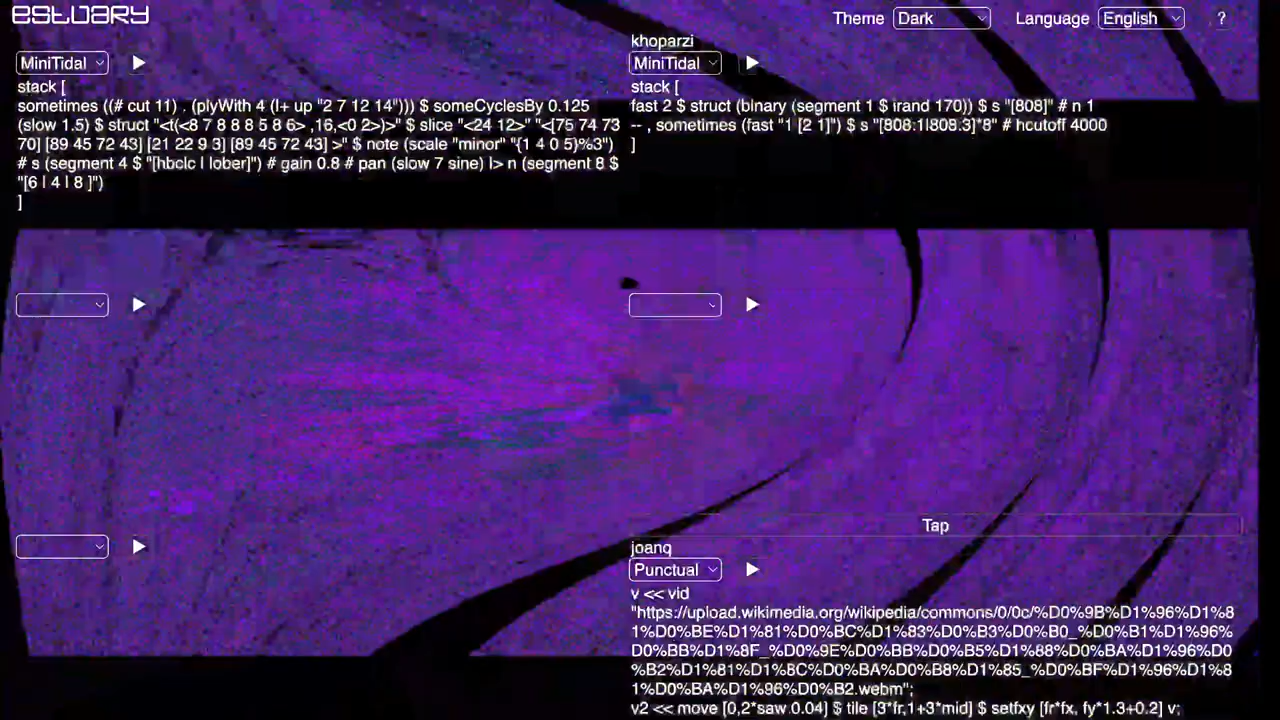 estuary
Theme Dark Language English ?
MiniTidal
stack [
sometimes ((# cut 11) . (plyWith 4 (|+ up "2 7 12 14"))) $ someCyclesBy 0.125
(slow 1.5) $ struct "<t(<8 7 8 8 8 5 8 6> ,16,<0 2>)>" $ slice "<24 12>" "<[75 74 73
70] [89 45 72 43] [21 22 9 3] [89 45 72 43] >" $ note (scale "minor" "{1 4 0 5}%3")
# s (segment 4 $ "[hbclc | lober]") # gain 0.8 # pan (slow 7 sine) |> n (segment 8 $
"[6 | 4 | 8 ]")
]
khoparzi
MiniTidal
stack [
fast 2 $ struct (binary (segment 1 $ irand 170)) $ s "[808]" # n 1
-- , sometimes (fast "1 [2 1]") $ s "[808:1|808:3]*8" # hcutoff 4000
]
Tap
joanq
Punctual
v << vid
"https://upload.wikimedia.org/wikipedia/commons/0/0c/%D0%9B%D1%96%D1%8
1%D0%BE%D1%81%D0%BC%D1%83%D0%B3%D0%B0_%D0%B1%D1%96%
D0%BB%D1%8F_%D0%9E%D0%BB%D0%B5%D1%88%D0%BA%D1%96%D0
%B2%D1%81%D1%8C%D0%BA%D0%B8%D1%85_%D0%BF%D1%96%D1%8
1%D0%BA%D1%96%D0%B2.webm";
v2 << move [0,2*saw 0.04] $ tile [3*fr,1+3*mid] $ setfxy [fr*fx, fy*1.3+0.2] v;